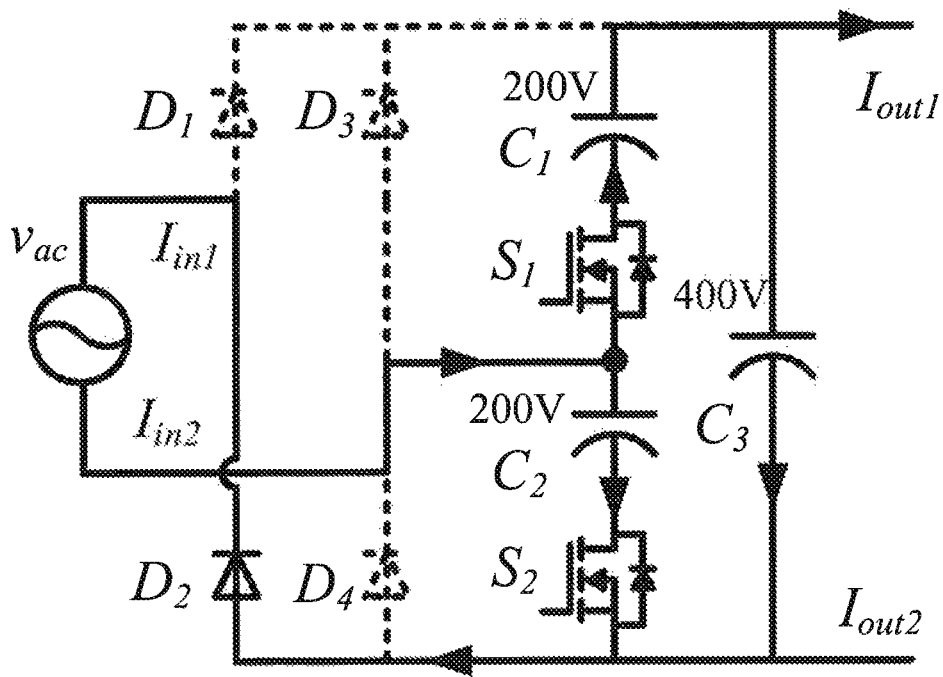 200V
D1
D3
C1
Iout1
vac
Iin1
S1
400V
Iin2
200V
C2
C3
D2
D4
S2
Iout2